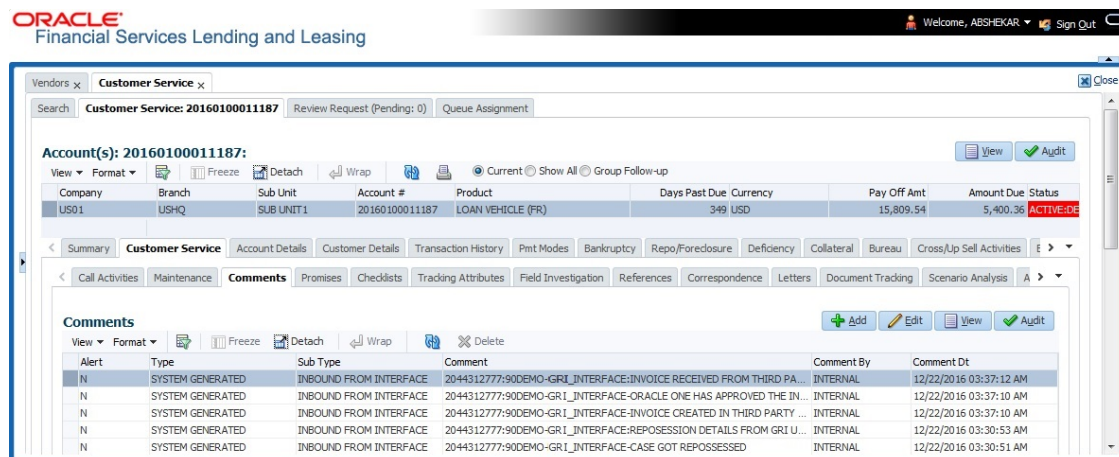 ORACLE
Financial Services Lending and Leasing
Welcome, ABSHEKAR Sign Out
Vendors x Customer Service x Close
Search Customer Service: 20160100011187 Review Request (Pending: 0) Queue Assignment
Account(s): 20160100011187: View Audit
View Format Freeze Detach Wrap Current Show All Group Follow-up
Company Branch Sub Unit Account # Product Days Past Due Currency Pay Off Amt Amount Due Status
US01 USHQ SUB UNIT1 20160100011187 LOAN VEHICLE (FR) 349 USD 15,809.54 5,400.36 ACTIVE:DE
Summary Customer Service Account Details Customer Details Transaction History Pmt Modes Bankruptcy Repo/Foreclosure Deficiency Collateral Bureau Cross/Up Sell Activities
Call Activities Maintenance Comments Promises Checklists Tracking Attributes Field Investigation References Correspondence Letters Document Tracking Scenario Analysis A
Comments Add Edit View Audit
View Format Freeze Detach Wrap Delete
Alert Type Sub Type Comment Comment By Comment Dt
N SYSTEM GENERATED INBOUND FROM INTERFACE 2044312777:90DEMO-GRI_INTERFACE:INVOICE RECEIVED FROM THIRD PA... INTERNAL 12/22/2016 03:37:12 AM
N SYSTEM GENERATED INBOUND FROM INTERFACE 2044312777:90DEMO-GRI_INTERFACE-ORACLE ONE HAS APPROVED THE IN... INTERNAL 12/22/2016 03:37:10 AM
N SYSTEM GENERATED INBOUND FROM INTERFACE 2044312777:90DEMO-GRI_INTERFACE-INVOICE CREATED IN THIRD PARTY ... INTERNAL 12/22/2016 03:37:10 AM
N SYSTEM GENERATED INBOUND FROM INTERFACE 2044312777:90DEMO-GRI_INTERFACE:REPOSESSION DETAILS FROM GRI U... INTERNAL 12/22/2016 03:30:53 AM
N SYSTEM GENERATED INBOUND FROM INTERFACE 2044312777:90DEMO-GRI_INTERFACE-CASE GOT REPOSSESSED INTERNAL 12/22/2016 03:30:51 AM